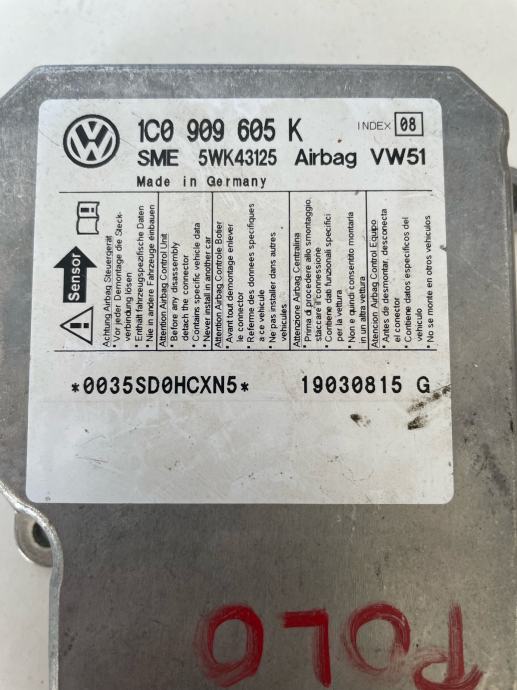 1C0 909 605 K
INDEX 08
SME 5WK43125 Airbag VW51
Made in Germany
Sensor
Achtung Airbag Steuergerät
• Vor jeder Demontage die Steck-
verbindung lösen
• Enthält fahrzeugspezifische Daten
• Nie in andere Fahrzeuge einbauen
Attention Airbag Control Unit
• Before any disassembly
detach the connector
• Contains specific vehicle data
• Never install in another car
Attention Airbag Controle Boitier
• Avant tout demontage enlever
le connector
• Referme des donnees specifiques
a ce vehicule
• Ne pas installer dans autres
vehicules
Attenzione Airbag Centralina
• Prima di procedere allo smontaggio.
staccare il connessione
• Contiene dati funzionali specifici
per la vettura
• Non e quindi consentito montarla
in un altra vettura
Atencion Airbag Control Equipo
• Antes de desmontar, desconecta
el conector
• Contiene datos especificos del
vehiculo
• No se monte en otros vehiculos
*0035SD0HCXN5* 19030815 G
POLO